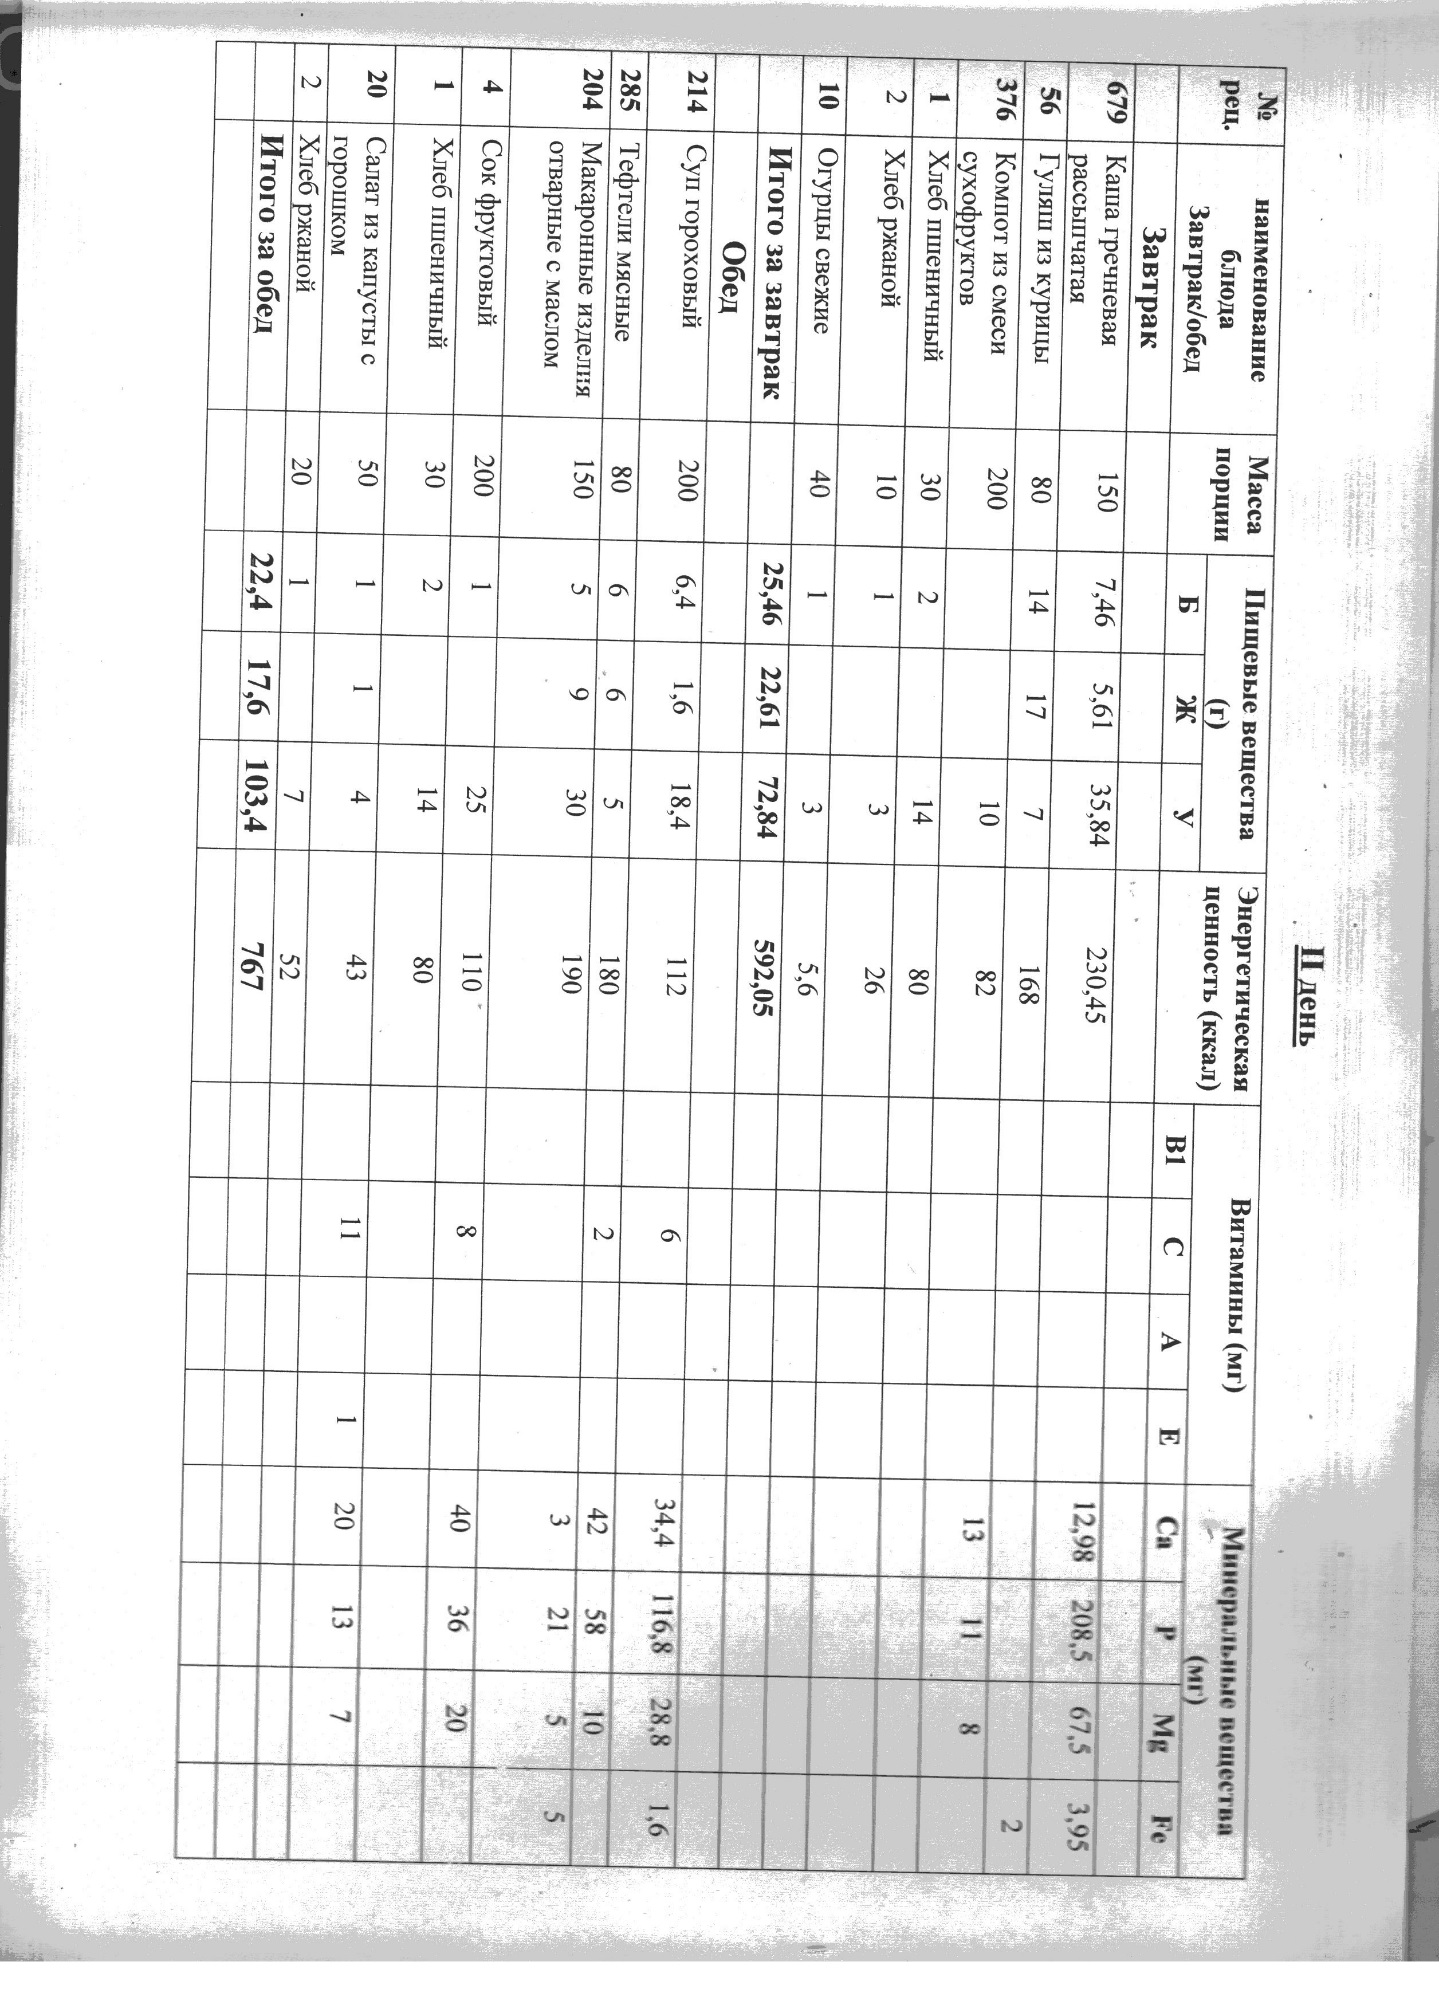 II день
№ рец. наименование блюда Завтрак/обед Масса порции Пищевые вещества (г) Энергетическая ценность (ккал) Витамины (мг) Минеральные вещества (мг)
Б Ж У В1 С А Е Са Р Mg Fe
Завтрак
679 Каша гречневая рассыпчатая 150 7,46 5,61 35,84 230,45 12,98 208,5 67,5 3,95
56 Гуляш из курицы 80 14 17 7 168 2
376 Компот из смеси сухофруктов 200 10 82 13 11 8
1 Хлеб пшеничный 30 2 14 80
2 Хлеб ржаной 10 1 3 26
10 Огурцы свежие 40 1 3 5,6
Итого за завтрак 25,46 22,61 72,84 592,05
Обед
214 Суп гороховый 200 6,4 1,6 18,4 112 6 34,4 116,8 28,8 1,6
285 Тефтели мясные 80 6 6 5 180 2 42 58 10
204 Макаронные изделия отварные с маслом 150 5 9 30 190 3 21 5 5
4 Сок фруктовый 200 1 25 110 8 40 36 20
1 Хлеб пшеничный 30 2 14 80
20 Салат из капусты с горошком 50 1 1 4 43 11 1 20 13 7
2 Хлеб ржаной 20 1 7 52
Итого за обед 22,4 17,6 103,4 767